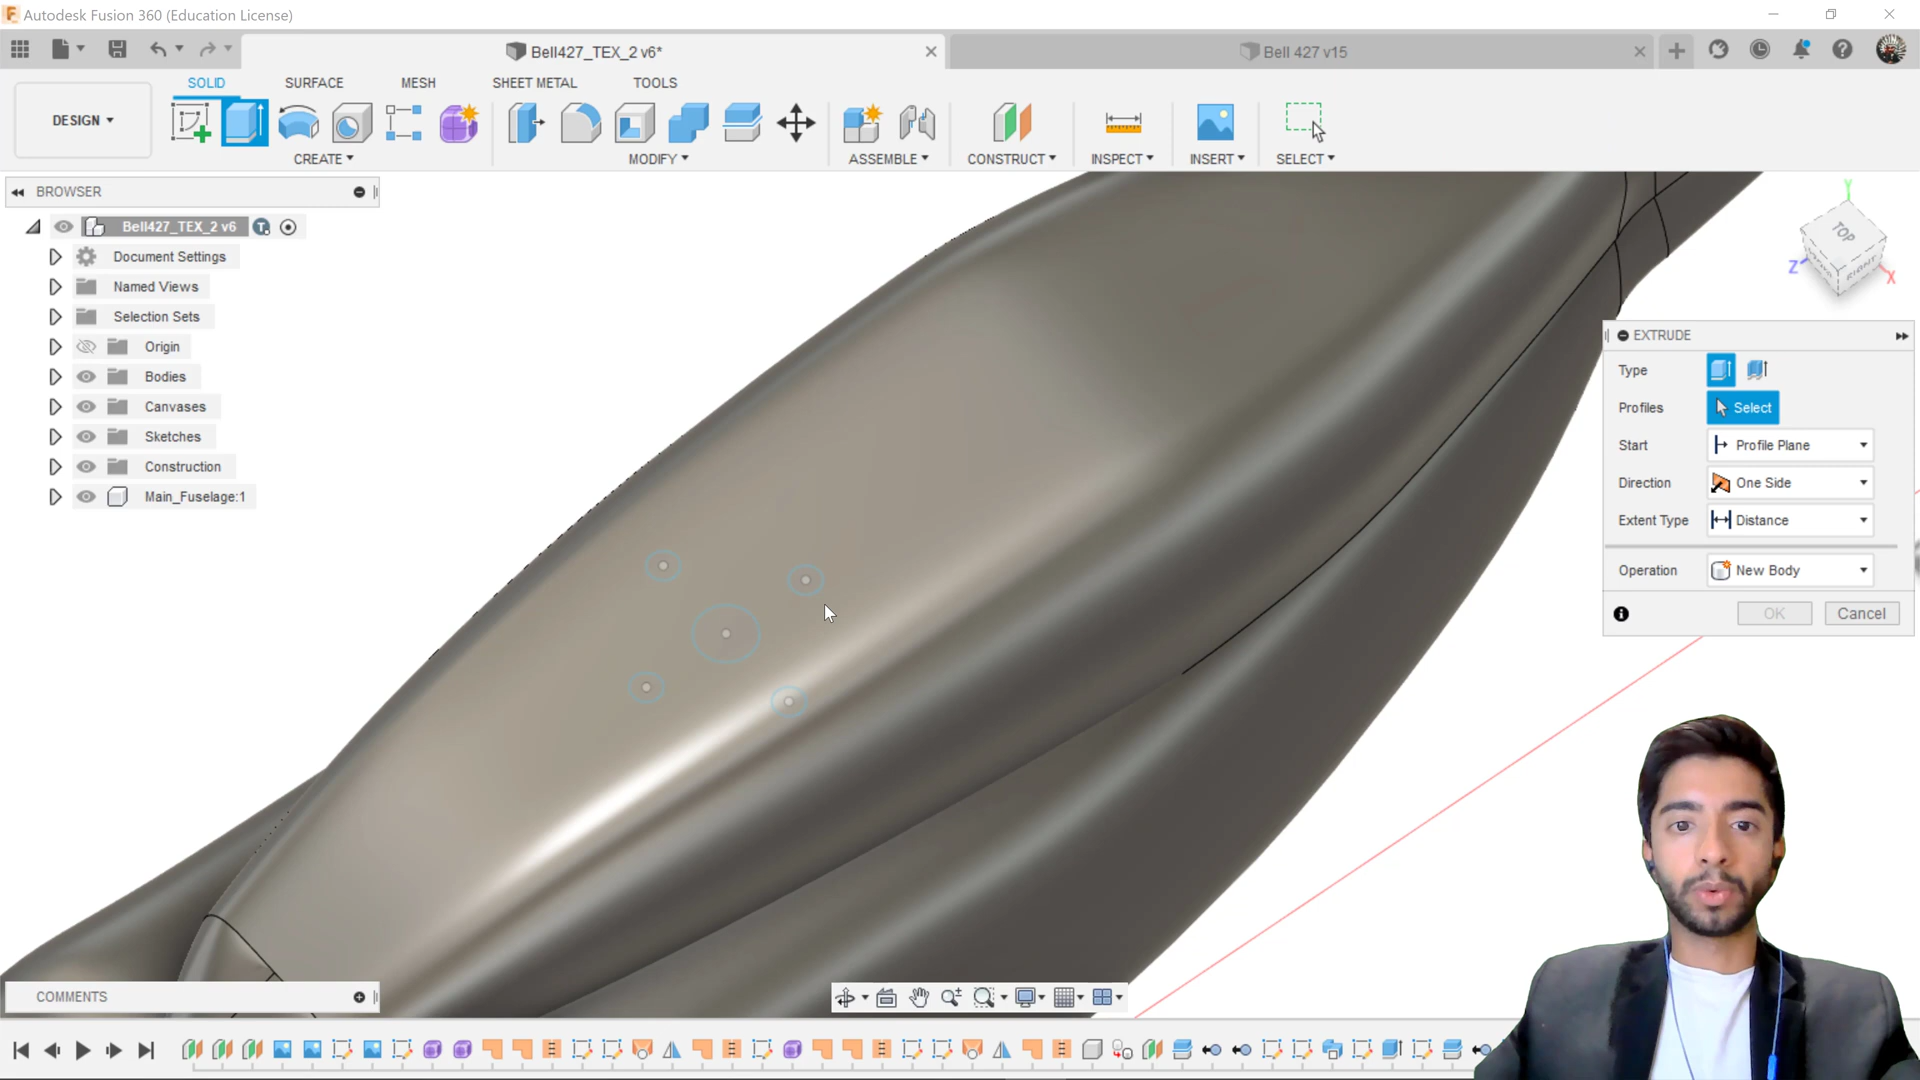 Autodesk Fusion 360 (Education License)
Bell427_TEX_2 v6*
Bell 427 v15
SOLID
SURFACE
MESH
SHEET METAL
TOOLS
DESIGN
CREATE
MODIFY
ASSEMBLE
CONSTRUCT
INSPECT
INSERT
SELECT
BROWSER
Bell427_TEX_2 v6
Document Settings
Named Views
Selection Sets
Origin
Bodies
Canvases
Sketches
Construction
Main_Fuselage:1
Y
TOP
RIGHT
Z
X
EXTRUDE
Type
Profiles
Select
Start
Profile Plane
Direction
One Side
Extent Type
Distance
Operation
New Body
OK
Cancel
COMMENTS